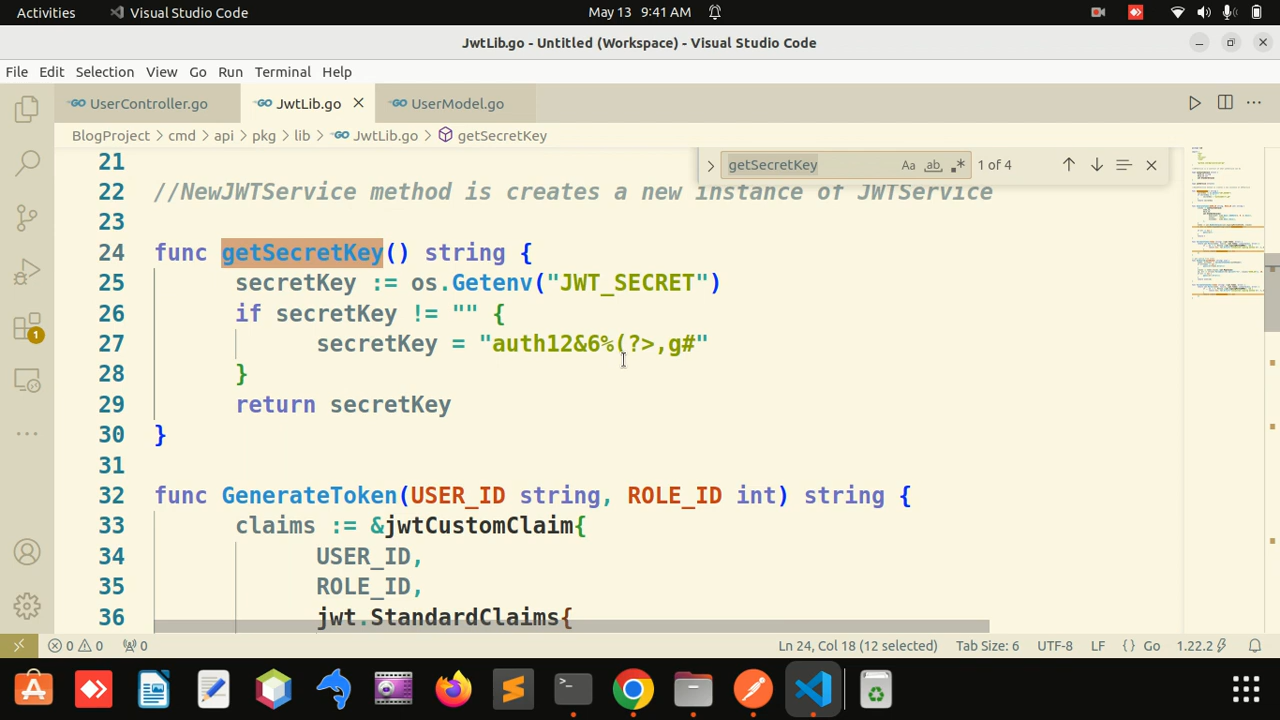 Activities
Visual Studio Code
May 13 9:41 AM
JwtLib.go - Untitled (Workspace) - Visual Studio Code
File Edit Selection View Go Run Terminal Help
UserController.go
JwtLib.go
UserModel.go
BlogProject > cmd > api > pkg > lib > JwtLib.go > getSecretKey
getSecretKey
Aa ab
1 of 4
21
22 //NewJWTService method is creates a new instance of JWTService
23
24 func getSecretKey() string {
25 secretKey := os.Getenv("JWT_SECRET")
26 if secretKey != "" {
27 secretKey = "auth12&6%(?>,g#"
28 }
29 return secretKey
30 }
31
32 func GenerateToken(USER_ID string, ROLE_ID int) string {
33 claims := &jwtCustomClaim{
34 USER_ID,
35 ROLE_ID,
36 jwt.StandardClaims{
1
0 0 0
Ln 24, Col 18 (12 selected)
Tab Size: 6
UTF-8
LF
{} Go
1.22.2